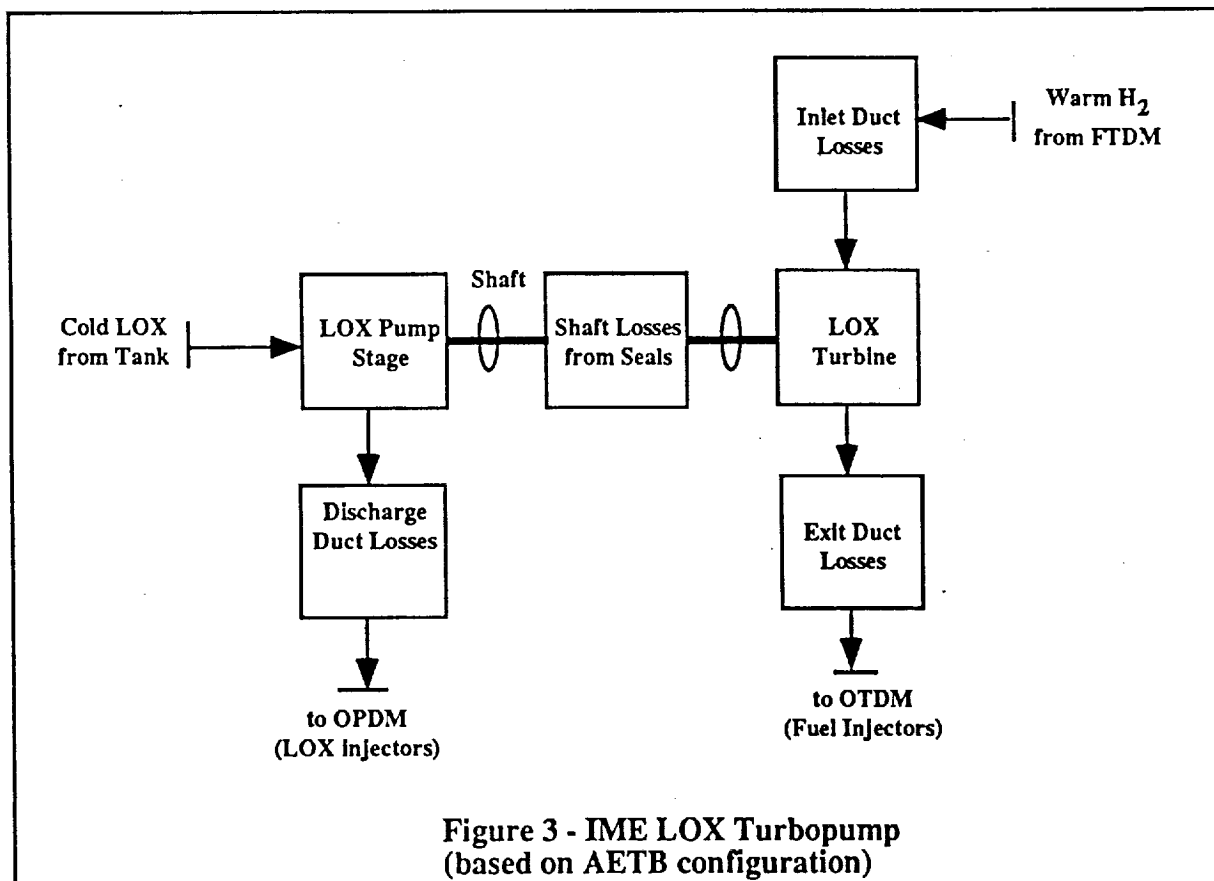 Inlet Duct
Losses
Warm H2
from FTDM
Shaft
Cold LOX
from Tank
LOX Pump
Stage
Shaft Losses
from Seals
LOX
Turbine
Discharge
Duct Losses
Exit Duct
Losses
to OPDM
(LOX injectors)
to OTDM
(Fuel Injectors)
Figure 3 - IME LOX Turbopump
(based on AETB configuration)